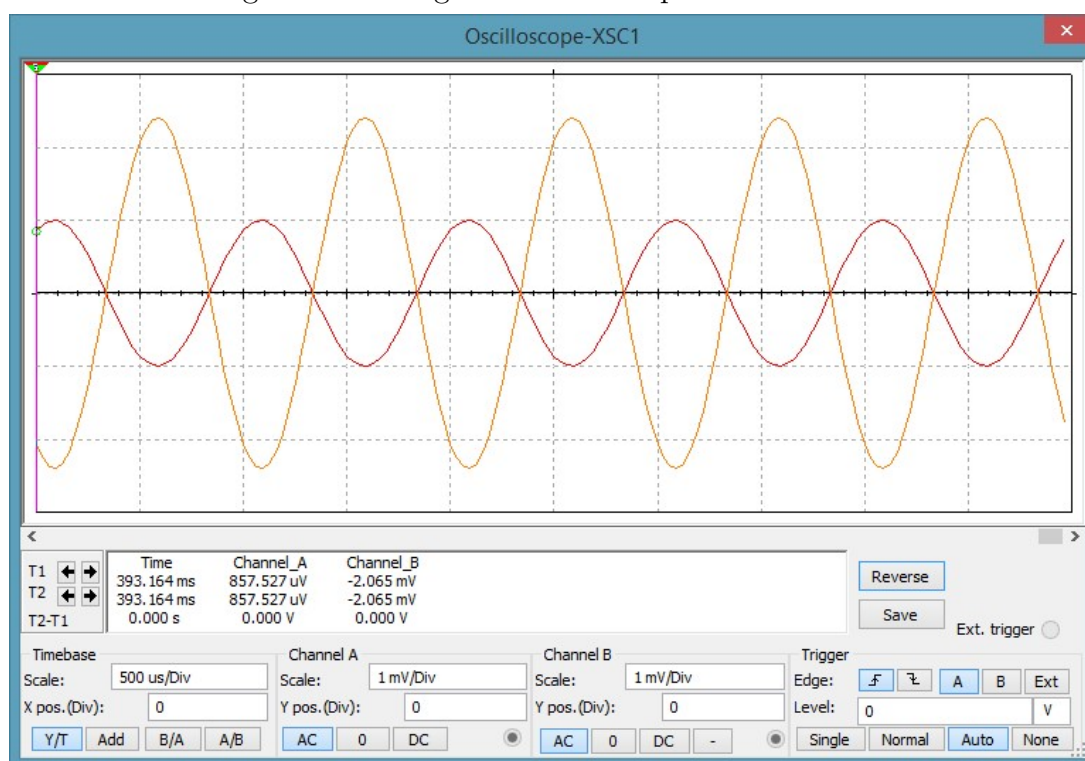 Oscilloscope-XSC1
Time Channel_A Channel_B
T1 393.164 ms 857.527 uV -2.065 mV
T2 393.164 ms 857.527 uV -2.065 mV
T2-T1 0.000 s 0.000 V 0.000 V
Reverse
Save
Ext. trigger
Timebase Channel A Channel B Trigger
Scale: 500 us/Div Scale: 1 mV/Div Scale: 1 mV/Div Edge: A B Ext
X pos.(Div): 0 Y pos.(Div): 0 Y pos.(Div): 0 Level: 0 V
Y/T Add B/A A/B AC 0 DC AC 0 DC - Single Normal Auto None